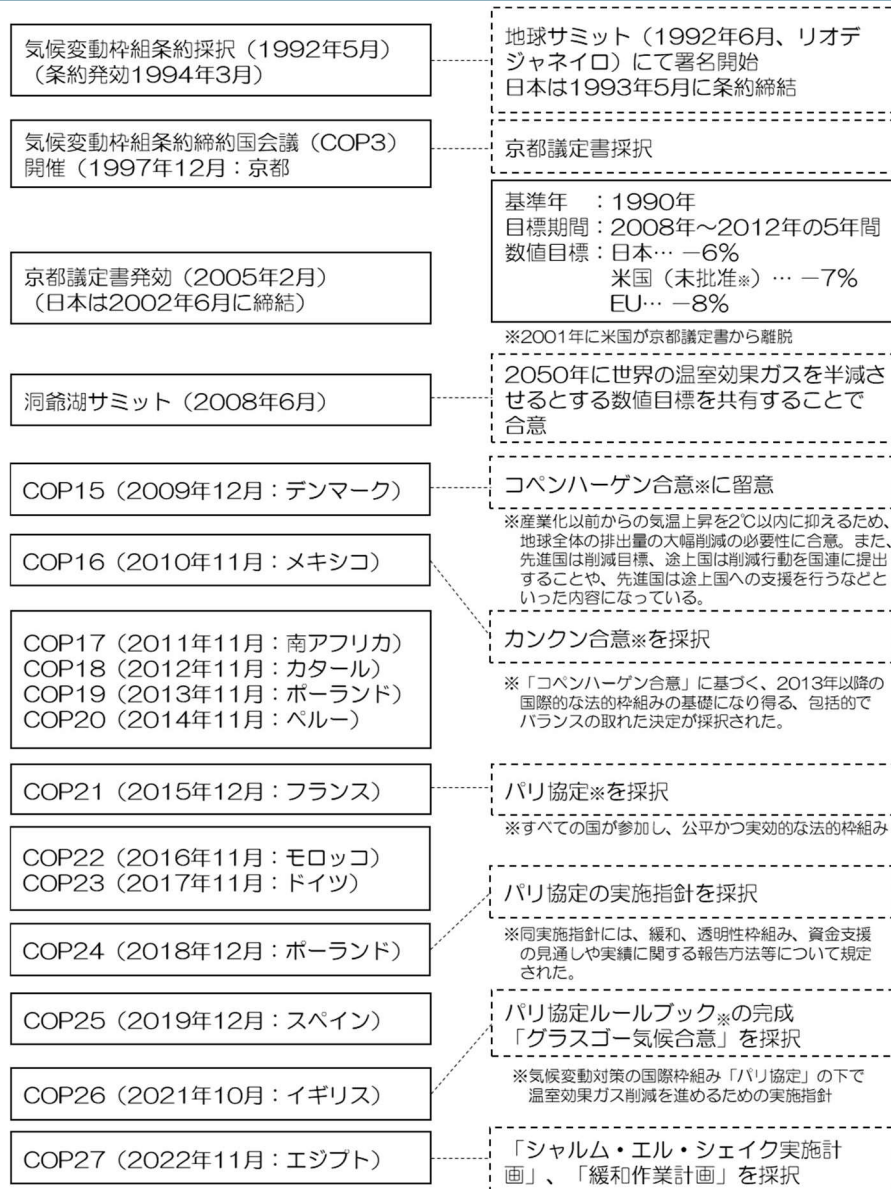 気候変動枠組条約採択（1992年5月）
（条約発効1994年3月）
地球サミット（1992年6月、リオデ
ジャネイロ）にて署名開始
日本は1993年5月に条約締結
気候変動枠組条約締約国会議（COP3）
開催（1997年12月：京都
京都議定書採択
基準年　：1990年
目標期間：2008年～2012年の5年間
数値目標：日本… －6%
米国（未批准※）… －7%
EU… －8%
※2001年に米国が京都議定書から離脱
京都議定書発効（2005年2月）
（日本は2002年6月に締結）
洞爺湖サミット（2008年6月）
2050年に世界の温室効果ガスを半減さ
せるとする数値目標を共有することで
合意
COP15（2009年12月：デンマーク）
コペンハーゲン合意※に留意
※産業化以前からの気温上昇を2℃以内に抑えるため、
地球全体の排出量の大幅削減の必要性に合意。また、
先進国は削減目標、途上国は削減行動を国連に提出
することや、先進国は途上国への支援を行うなどと
いった内容になっている。
COP16（2010年11月：メキシコ）
カンクン合意※を採択
※「コペンハーゲン合意」に基づく、2013年以降の
国際的な法的枠組みの基礎になり得る、包括的で
バランスの取れた決定が採択された。
COP17（2011年11月：南アフリカ）
COP18（2012年11月：カタール）
COP19（2013年11月：ポーランド）
COP20（2014年11月：ペルー）
COP21（2015年12月：フランス）
パリ協定※を採択
※すべての国が参加し、公平かつ実効的な法的枠組み
COP22（2016年11月：モロッコ）
COP23（2017年11月：ドイツ）
COP24（2018年12月：ポーランド）
パリ協定の実施指針を採択
※同実施指針には、緩和、透明性枠組み、資金支援
の見通しや実績に関する報告方法等について規定
された。
COP25（2019年12月：スペイン）
COP26（2021年10月：イギリス）
パリ協定ルールブック※の完成
「グラスゴー気候合意」を採択
※気候変動対策の国際枠組み「パリ協定」の下で
温室効果ガス削減を進めるための実施指針
COP27（2022年11月：エジプト）
「シャルム・エル・シェイク実施計
画」、「緩和作業計画」を採択